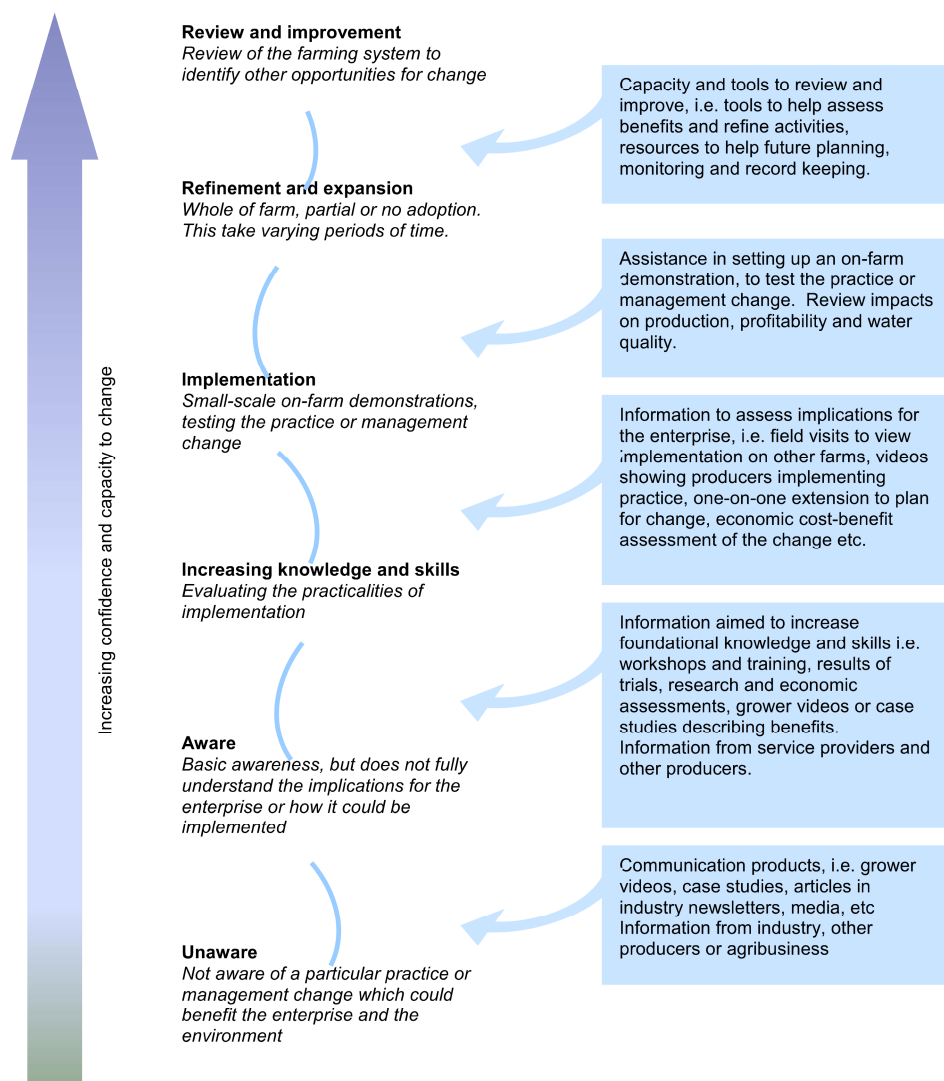 Review and improvement
Review of the farming system to
identify other opportunities for change
Capacity and tools to review and
improve, i.e. tools to help assess
benefits and refine activities,
resources to help future planning,
monitoring and record keeping.
Refinement and expansion
Whole of farm, partial or no adoption.
This take varying periods of time.
Assistance in setting up an on-farm
demonstration, to test the practice or
management change.  Review impacts
on production, profitability and water
quality.
Implementation
Small-scale on-farm demonstrations,
testing the practice or management
change
Information to assess implications for
the enterprise, i.e. field visits to view
implementation on other farms, videos
showing producers implementing
practice, one-on-one extension to plan
for change, economic cost-benefit
assessment of the change etc.
Increasing knowledge and skills
Evaluating the practicalities of
implementation
Information aimed to increase
foundational knowledge and skills i.e.
workshops and training, results of
trials, research and economic
assessments, grower videos or case
studies describing benefits.
Information from service providers and
other producers.
Aware
Basic awareness, but does not fully
understand the implications for the
enterprise or how it could be
implemented
Communication products, i.e. grower
videos, case studies, articles in
industry newsletters, media, etc
Information from industry, other
producers or agribusiness
Unaware
Not aware of a particular practice or
management change which could
benefit the enterprise and the
environment
Increasing confidence and capacity to change